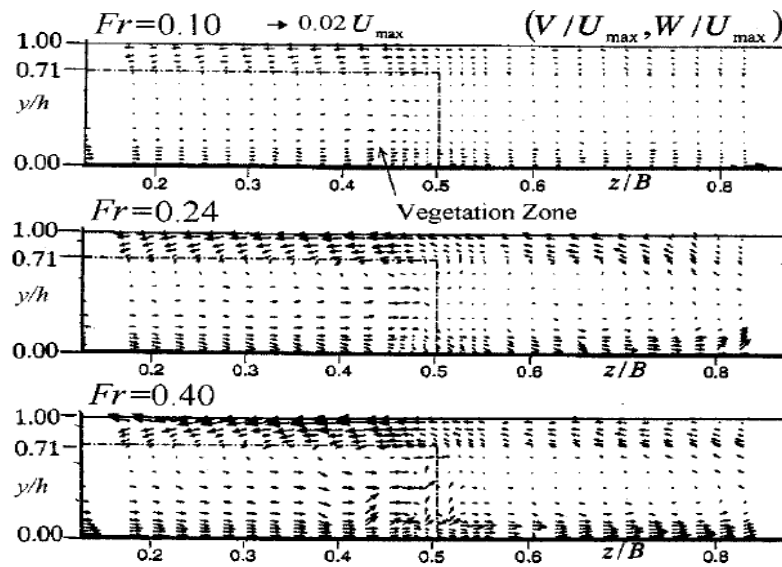 Fr=0.10 → 0.02 U max (V/U max, W/U max)
1.00
0.71
y/h
0.00
0.2 0.3 0.4 0.5 0.6 z/B 0.8
Vegetation Zone
Fr=0.24
1.00
0.71
y/h
0.00
0.2 0.3 0.4 0.5 0.6 z/B 0.8
Fr=0.40
1.00
0.71
y/h
0.00
0.2 0.3 0.4 0.5 0.6 z/B 0.8